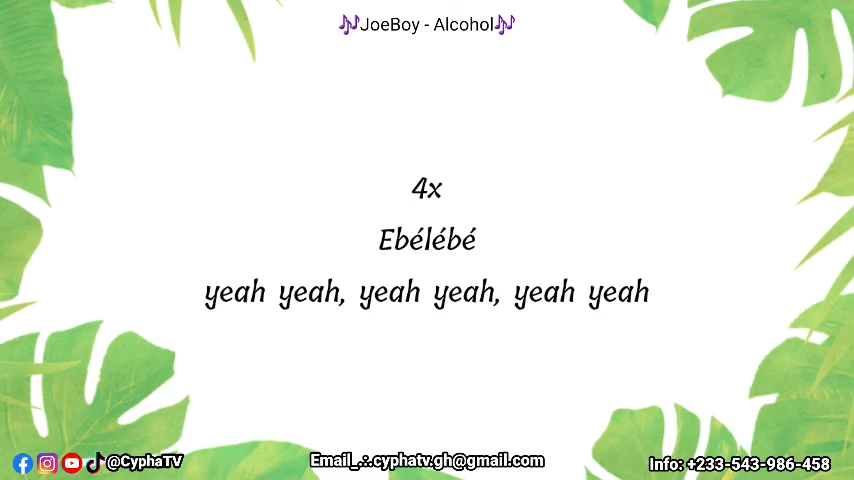 🎶JoeBoy - Alcohol🎶
4x
Ebélébé
yeah yeah, yeah yeah, yeah yeah
@CyphaTV
Email_.:.cyphatv.gh@gmail.com
Info: +233-543-986-458